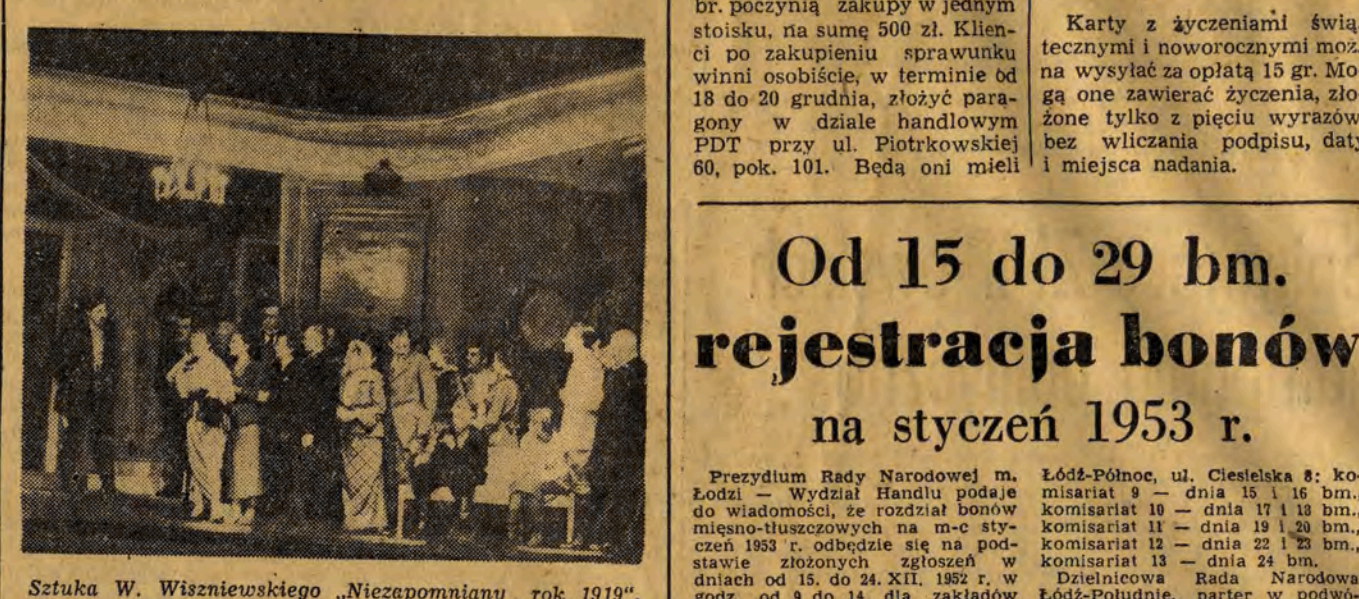 br. poczynią zakupy w jednym
stoisku, na sumę 500 zł. Klien-
ci po zakupieniu sprawunku
winni osobiście, w terminie od
18 do 20 grudnia, złożyć para-
gony w dziale handlowym
PDT przy ul. Piotrkowskiej
60, pok. 101. Będą oni mieli
Karty z życzeniami świą
tecznymi i noworocznymi moż
na wysyłać za opłatą 15 gr. Mo
gą one zawierać życzenia, zło
żone tylko z pięciu wyrazów
bez wliczania podpisu, daty
i miejsca nadania.
Od 15 do 29 bm.
rejestracja bonów
na styczeń 1953 r.
Prezydium Rady Narodowej m.
Łodzi — Wydział Handlu podaje
do wiadomości, że rozdział bonów
mięsno-tłuszczowych na m-c sty-
czeń 1953 r. odbędzie się na pod-
stawie złożonych zgłoszeń w
dniach od 15. do 24. XII. 1952 r. w
godz. od 9 do 14 dla zakładów
Łódź-Północ, ul. Ciesielska 8: ko-
misariat 9 — dnia 15 i 16 bm.,
komisariat 10 — dnia 17 i 18 bm.,
komisariat 11 — dnia 19 i 20 bm.,
komisariat 12 — dnia 22 i 23 bm.,
komisariat 13 — dnia 24 bm.
Dzielnicowa Rada Narodowa
Łódź-Południe, parter w podwó-
Sztuka W. Wiszniewskiego „Niezapomniany rok 1919".